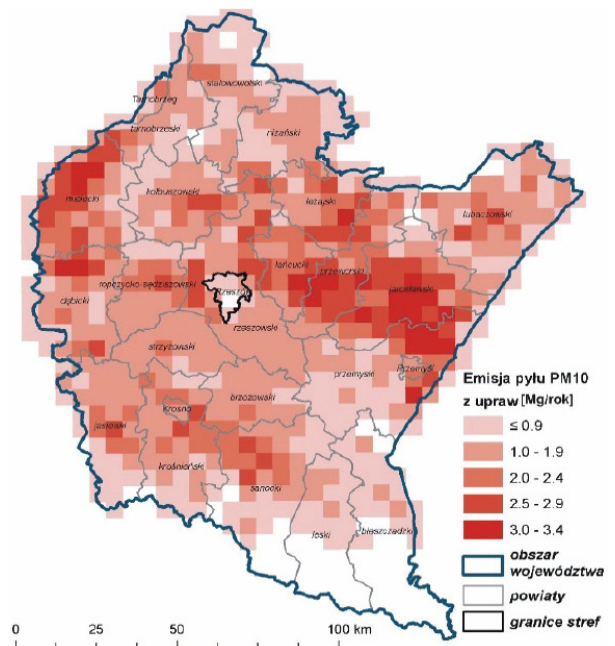 stalowowolski
Tarnobrzeg
tarnobrzeski
niżański
mielecki
kolbuszowski
leżajski
lubaczowski
łańcucki
przeworski
ropczycko-sędziszowski
Rzeszów
jarosławski
dębicki
rzeszowski
strzyżowski
przemyski
Przemyśl
Emisja pyłu PM10
z upraw [Mg/rok]
brzozowski
Krosno
≤ 0.9
jasielski
1.0 - 1.9
krośnieński
2.0 - 2.4
sanocki
2.5 - 2.9
3.0 - 3.4
leski
bieszczadzki
obszar
województwa
powiaty
granice stref
0 25 50 100 km